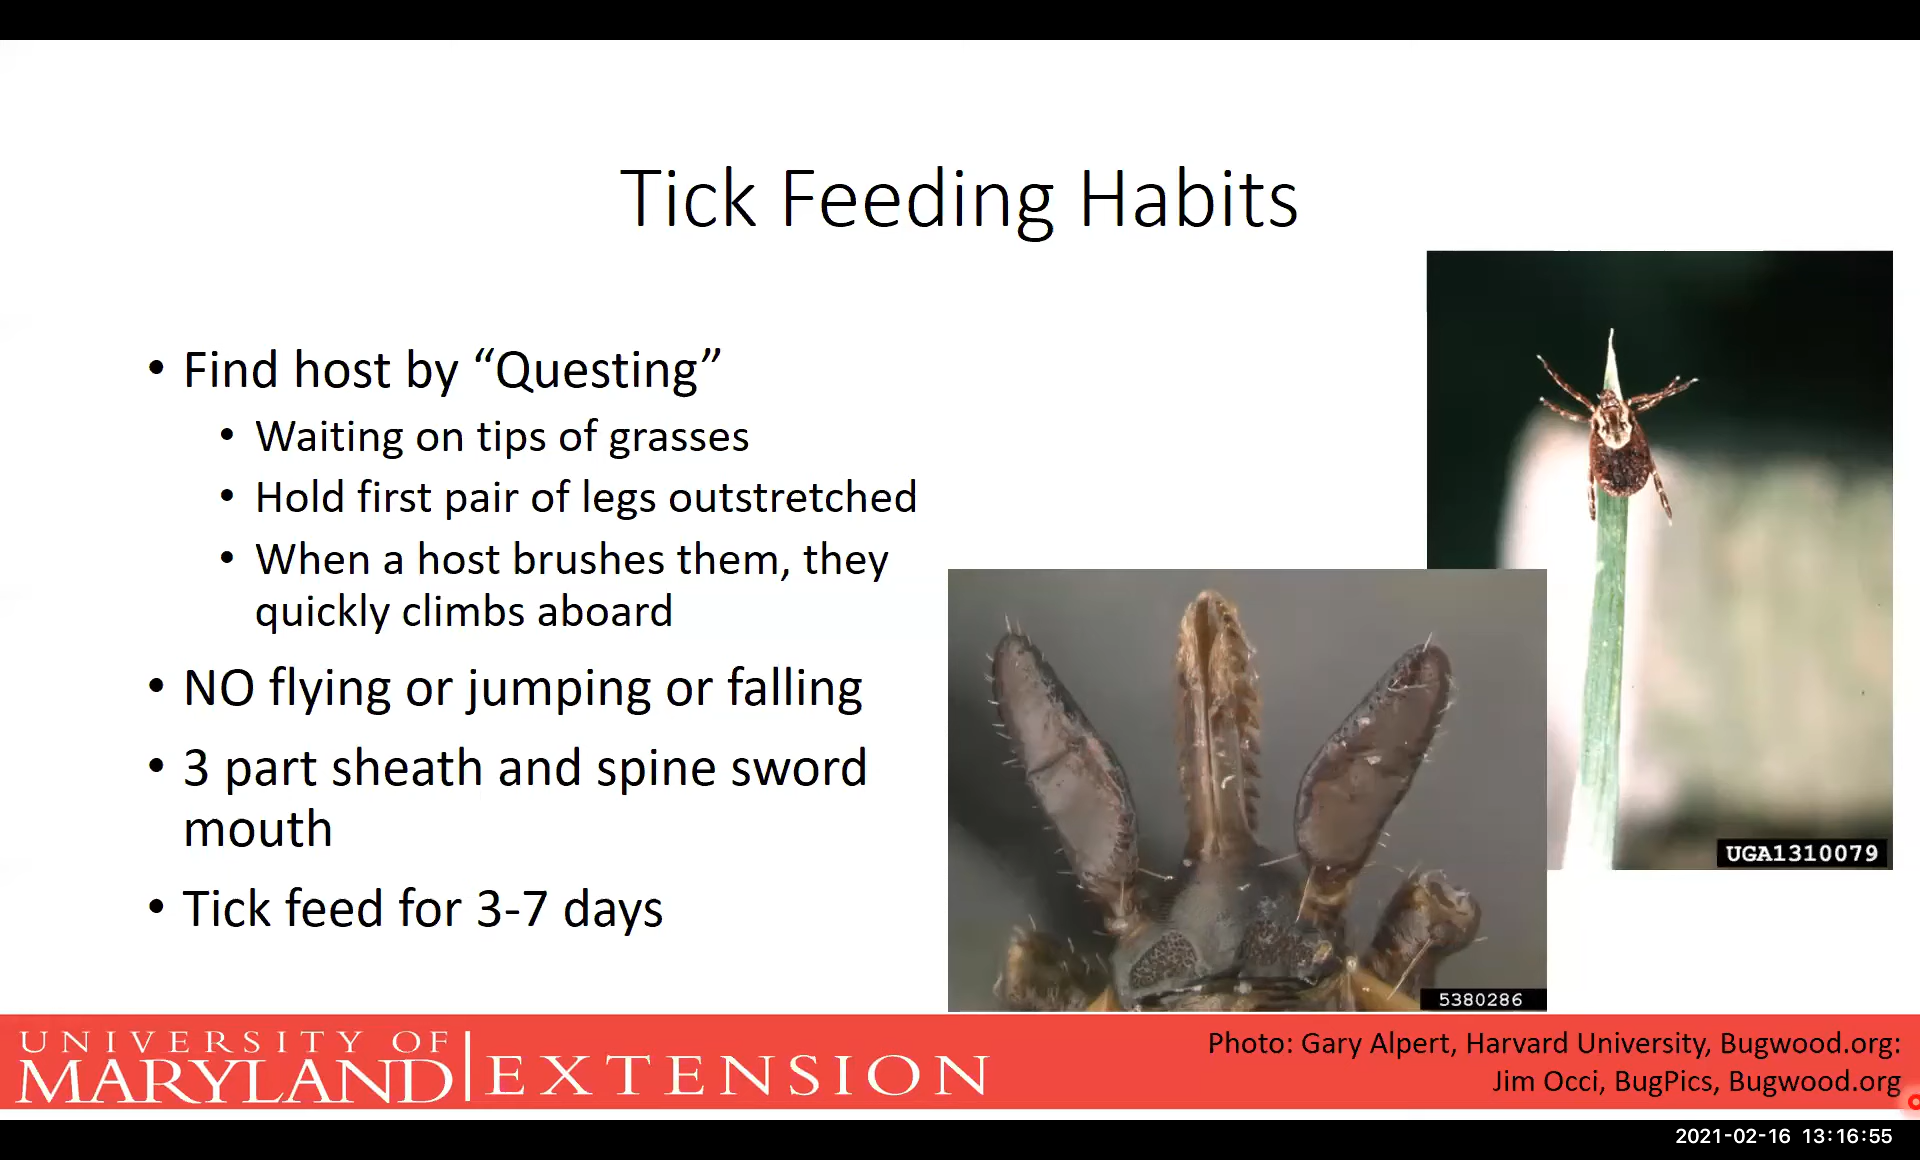 Tick Feeding Habits
• Find host by “Questing”
• Waiting on tips of grasses
• Hold first pair of legs outstretched
• When a host brushes them, they
quickly climbs aboard
• NO flying or jumping or falling
• 3 part sheath and spine sword
mouth
• Tick feed for 3-7 days
UGA1310079
5380286
UNIVERSITY OF
MARYLAND
EXTENSION
Photo: Gary Alpert, Harvard University, Bugwood.org:
Jim Occi, BugPics, Bugwood.org
2021-02-16 13:16:55